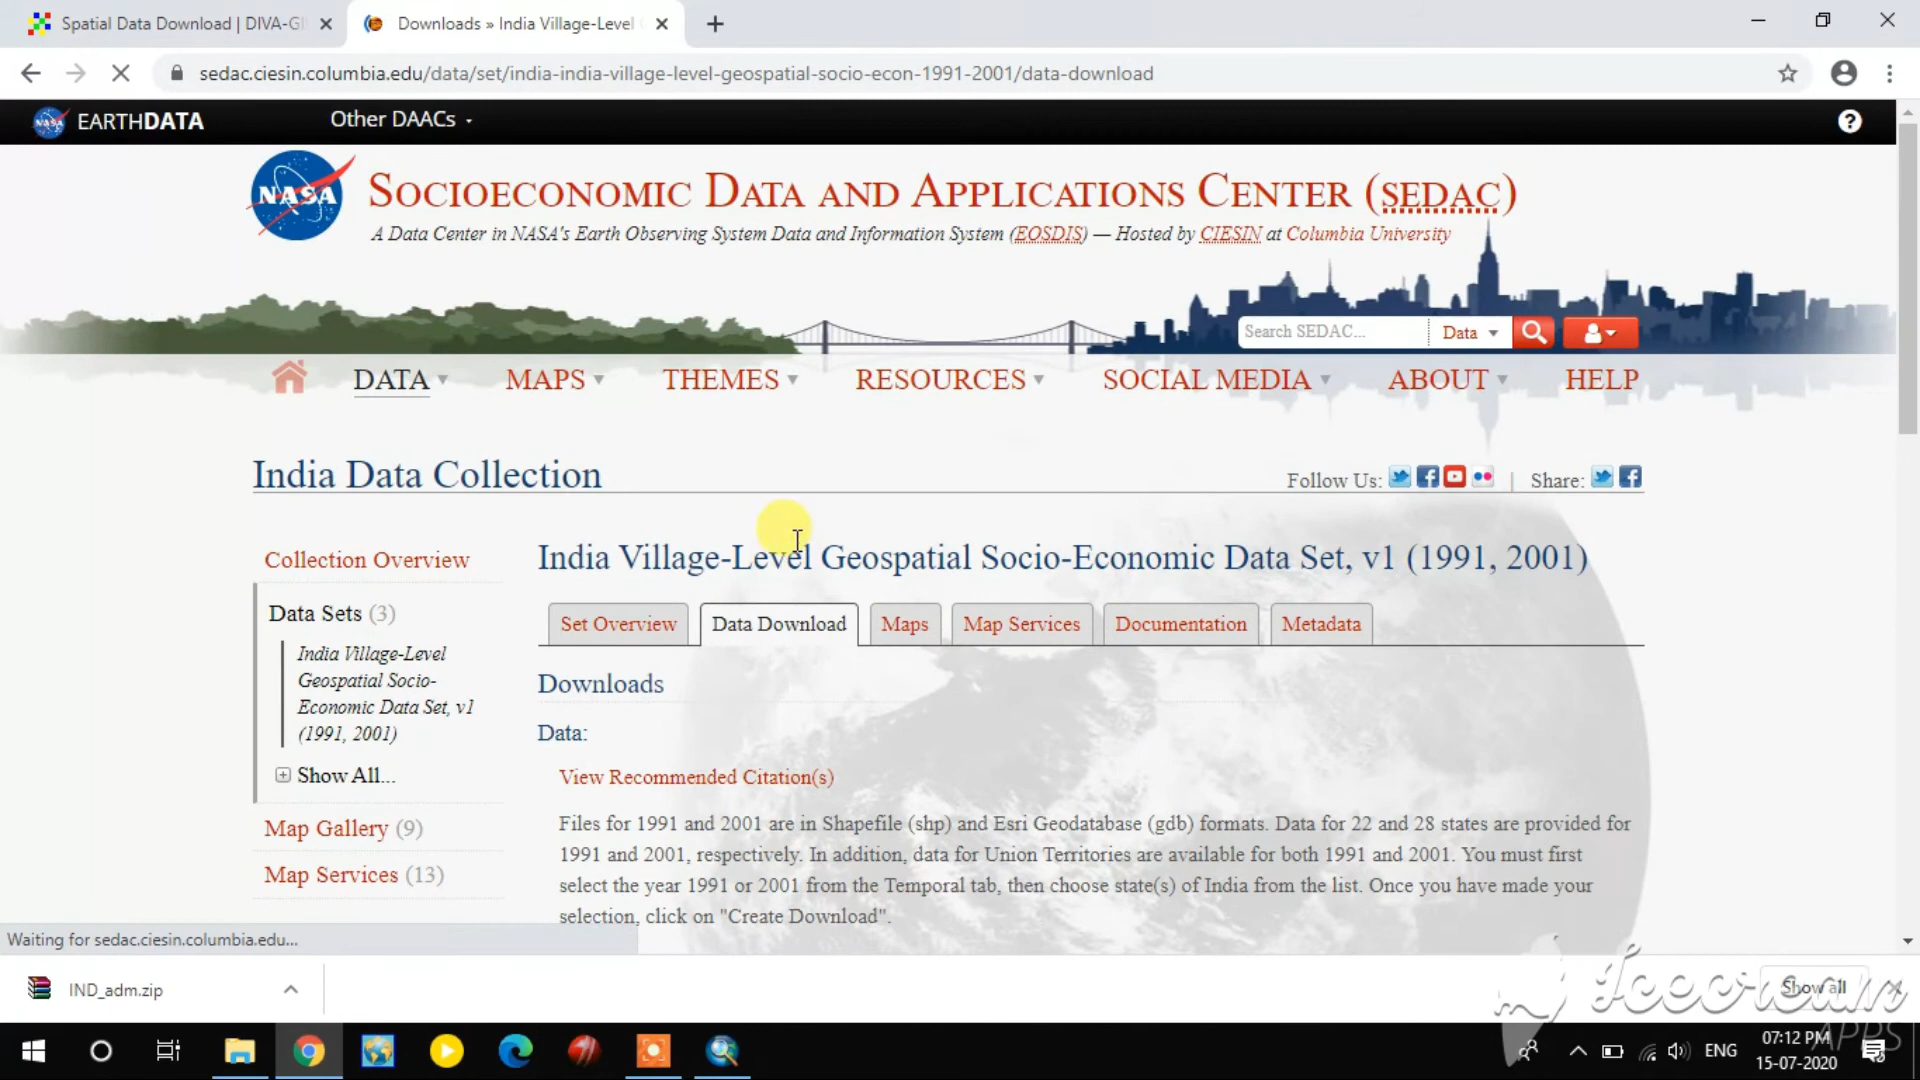 Spatial Data Download | DIVA-GI
Downloads » India Village-Level
sedac.ciesin.columbia.edu/data/set/india-india-village-level-geospatial-socio-econ-1991-2001/data-download
NASA
EARTHDATA
Other DAACs
NASA
SOCIOECONOMIC DATA AND APPLICATIONS CENTER (SEDAC)
A Data Center in NASA's Earth Observing System Data and Information System (EOSDIS) — Hosted by CIESIN at Columbia University
Search SEDAC...
Data
DATA
MAPS
THEMES
RESOURCES
SOCIAL MEDIA
ABOUT
HELP
India Data Collection
Follow Us:
| Share:
Collection Overview
Data Sets (3)
India Village-Level
Geospatial Socio-
Economic Data Set, v1
(1991, 2001)
Show All...
Map Gallery (9)
Map Services (13)
India Village-Level Geospatial Socio-Economic Data Set, v1 (1991, 2001)
Set Overview
Data Download
Maps
Map Services
Documentation
Metadata
Downloads
Data:
View Recommended Citation(s)
Files for 1991 and 2001 are in Shapefile (shp) and Esri Geodatabase (gdb) formats. Data for 22 and 28 states are provided for
1991 and 2001, respectively. In addition, data for Union Territories are available for both 1991 and 2001. You must first
select the year 1991 or 2001 from the Temporal tab, then choose state(s) of India from the list. Once you have made your
selection, click on "Create Download".
Waiting for sedac.ciesin.columbia.edu...
IND_adm.zip
Show all
Icecream
APPS
ENG
07:12 PM
15-07-2020